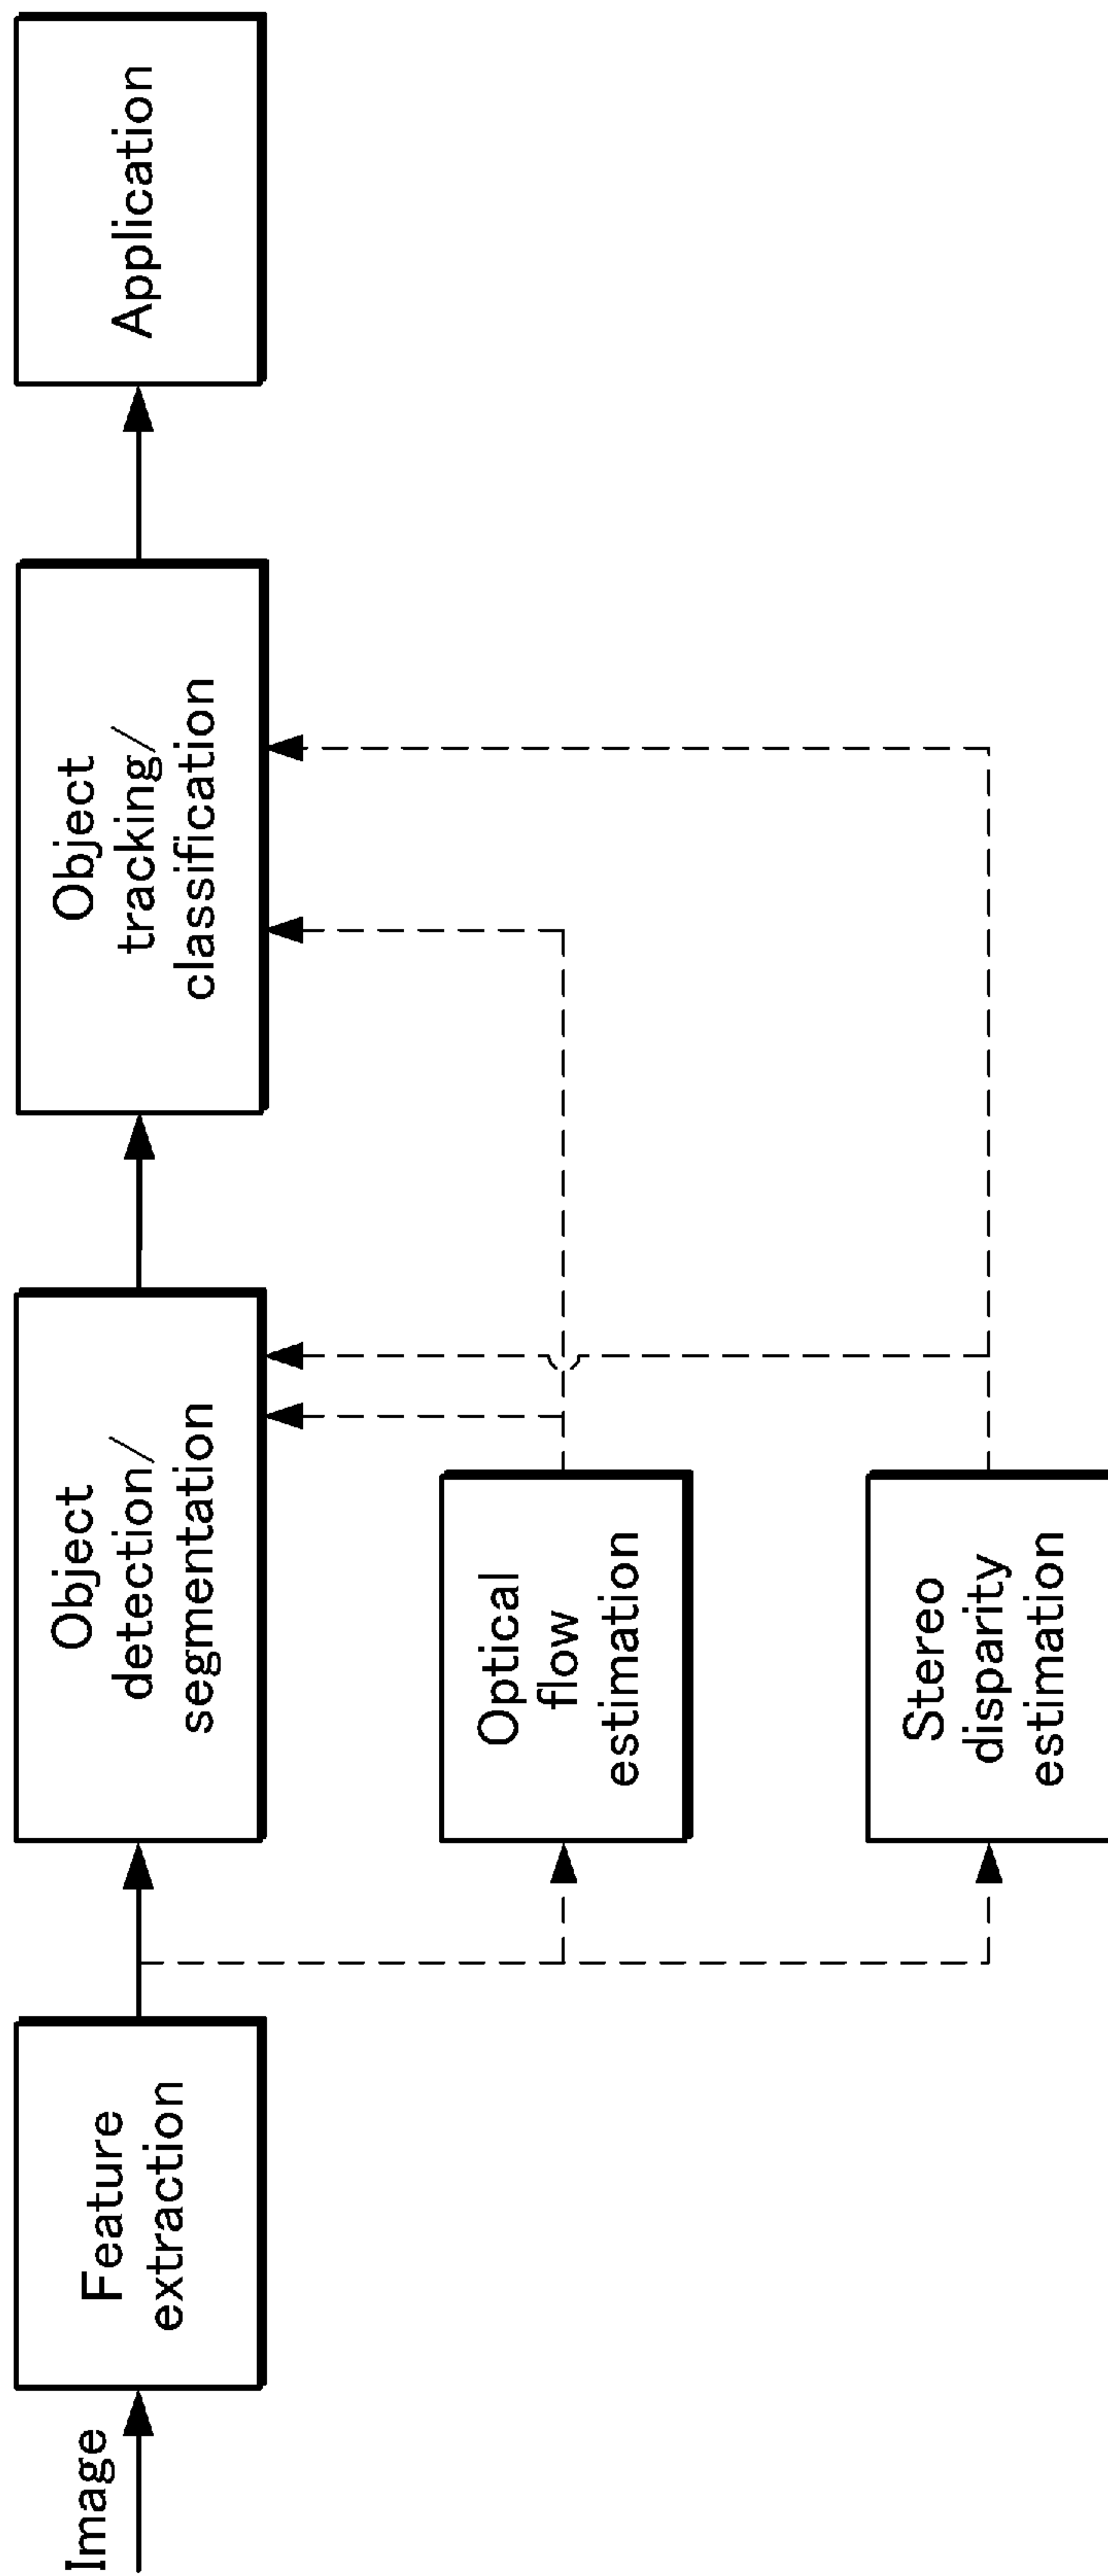 Image
Feature
extraction
Object
detection/
segmentation
Object
tracking/
classification
Application
Optical
flow
estimation
Stereo
disparity
estimation